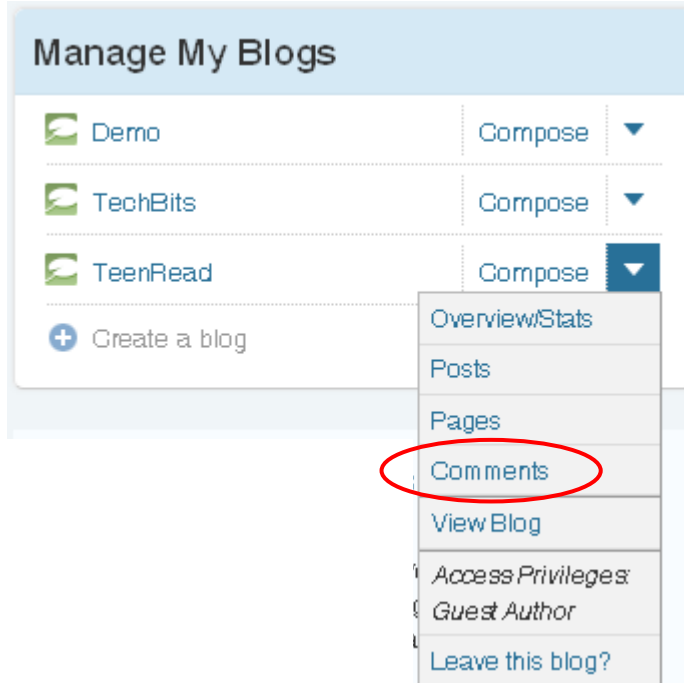 Manage My Blogs
Demo Compose
TechBits Compose
TeenRead Compose
Create a blog
Overview/Stats
Posts
Pages
Comments
View Blog
Access Privileges:
Guest Author
Leave this blog?